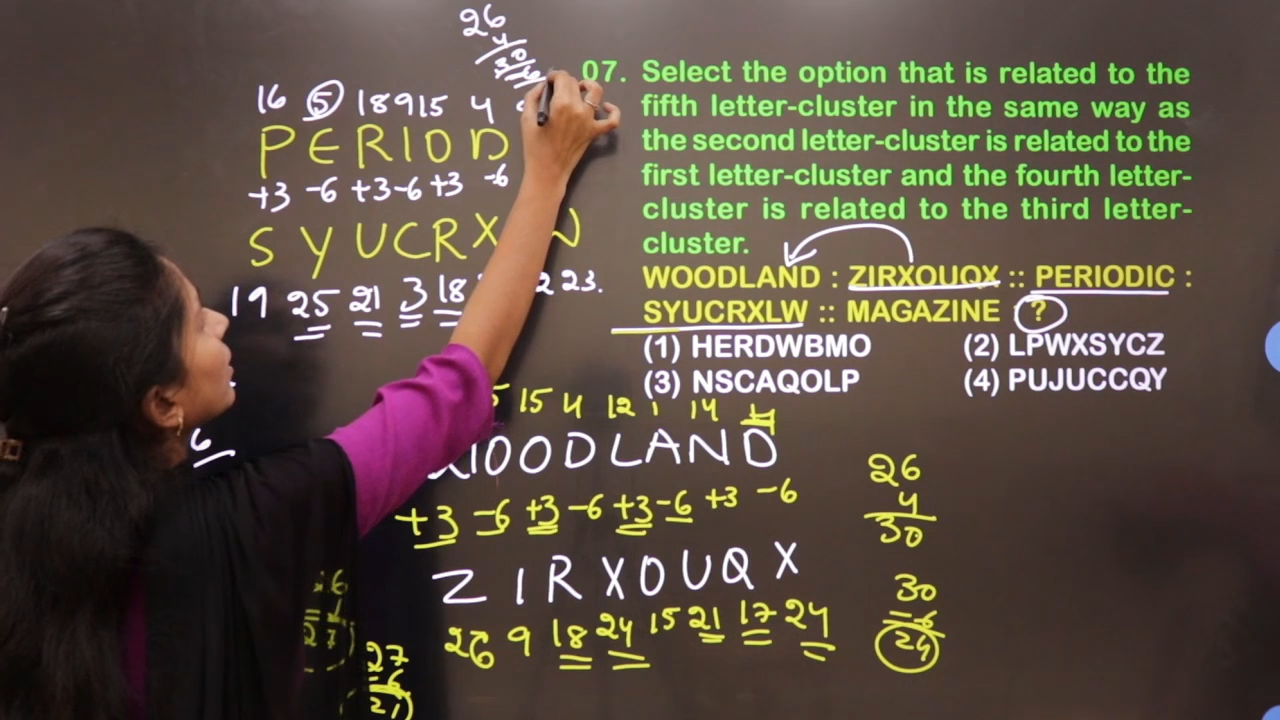 26
4
30
6
16 5 18 9 15 4
PERIOD
+3 -6 +3 -6 +3 -6
SYUCRX
19 25 21 3 18 23.
07. Select the option that is related to the
fifth letter-cluster in the same way as
the second letter-cluster is related to the
first letter-cluster and the fourth letter-
cluster is related to the third letter-
cluster.
WOODLAND : ZIRXOUQX :: PERIODIC :
SYUCRXLW :: MAGAZINE ?
(1) HERDWBMO (2) LPWXSYCZ
(3) NSCAQOLP (4) PUJUCCQY
15 4 12 1 14
OODLAND
+3 -6 +3 -6 +3 -6 +3 -6
ZIRXOUQX
26 9 18 24 15 21 17 24
26
4
30
30
6
24
6
27
6
21